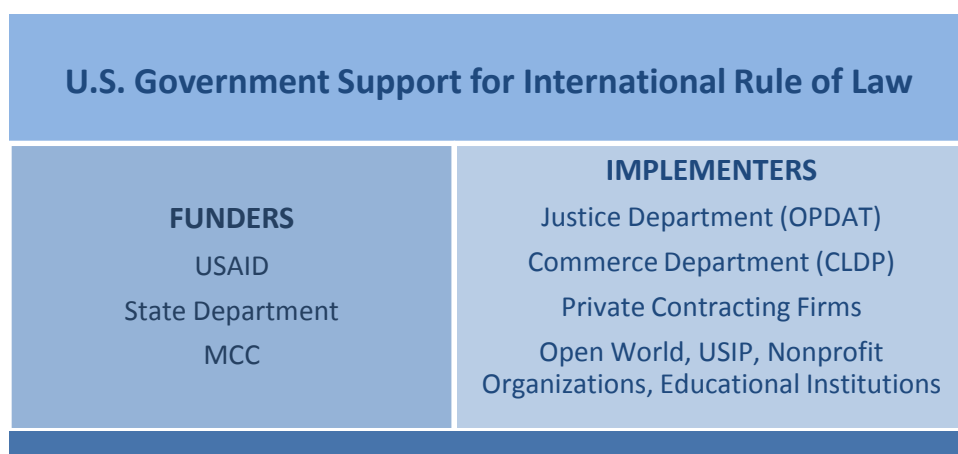 U.S. Government Support for International Rule of Law
FUNDERS
USAID
State Department
MCC
IMPLEMENTERS
Justice Department (OPDAT)
Commerce Department (CLDP)
Private Contracting Firms
Open World, USIP, Nonprofit
Organizations, Educational Institutions